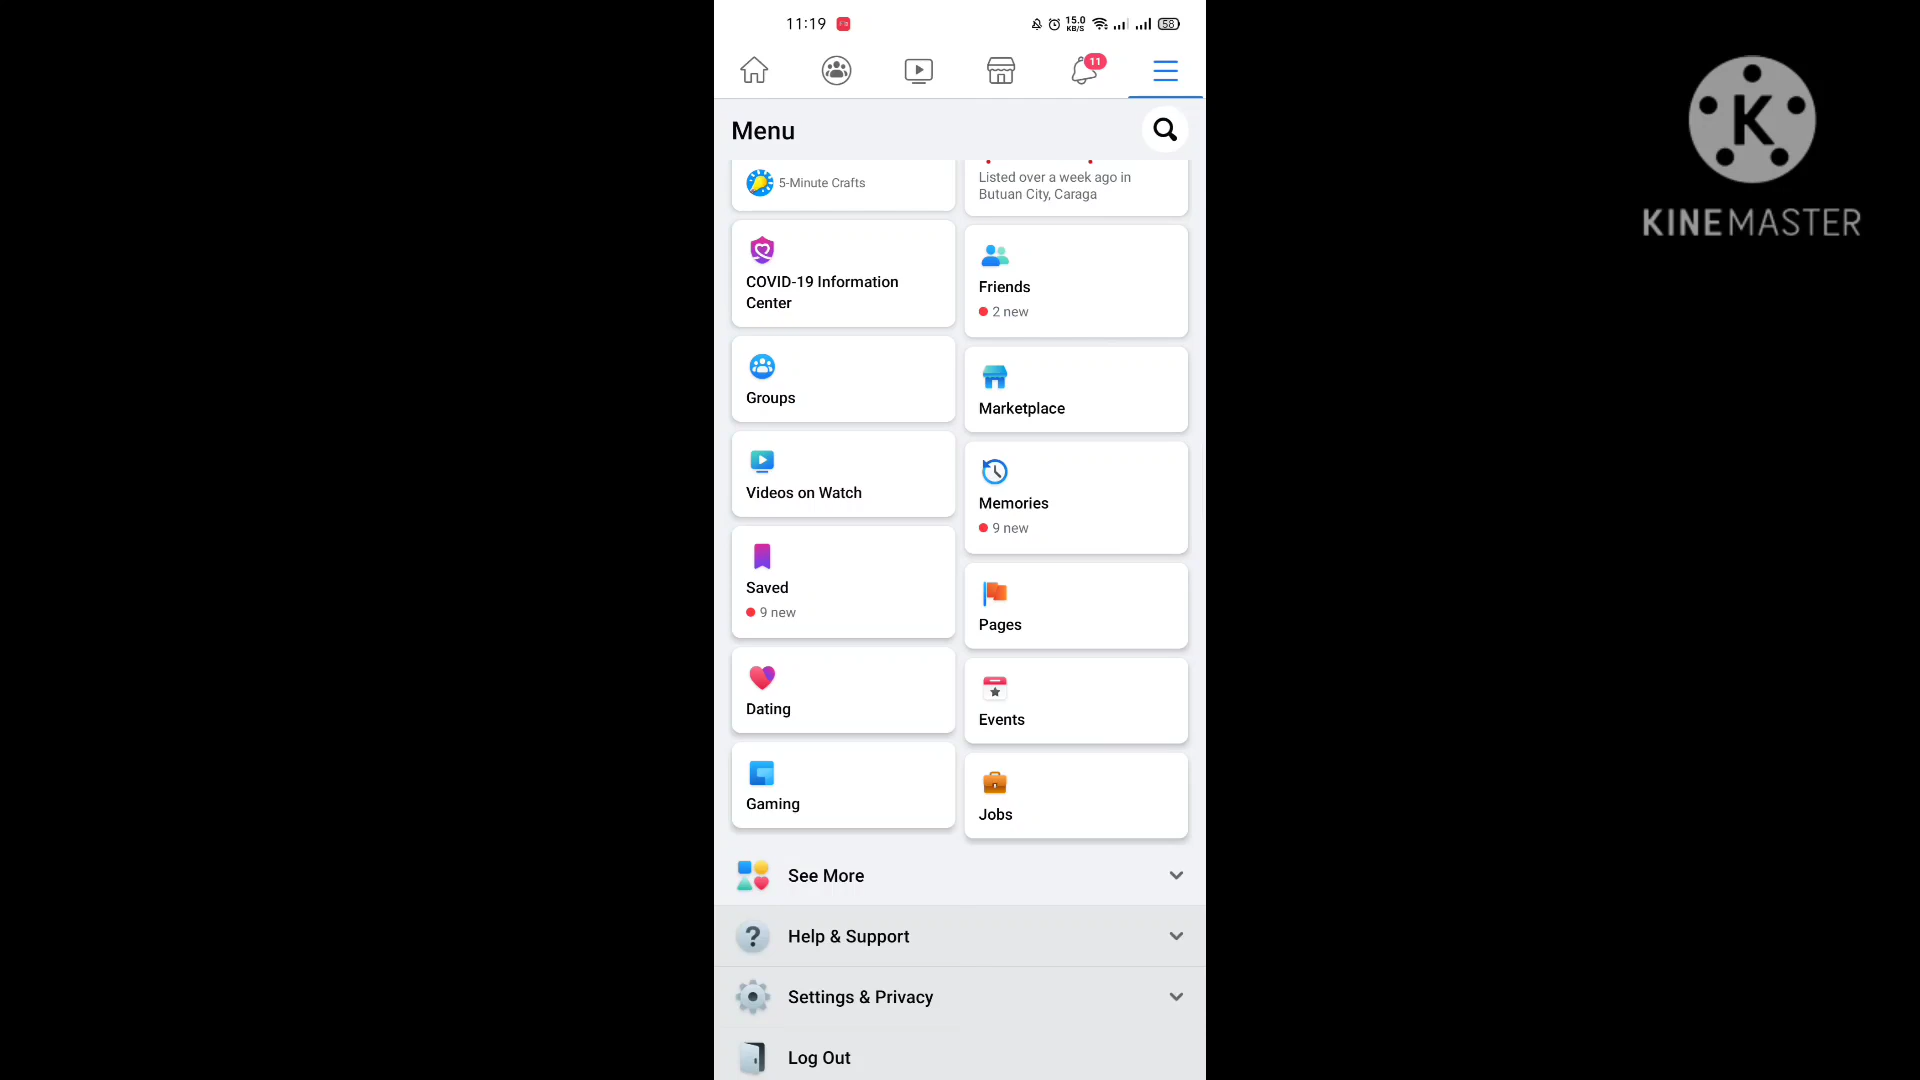 11:19
15.0
KB/S
58
11
K
KINEMASTER
Menu
5-Minute Crafts
Listed over a week ago in
Butuan City, Caraga
COVID-19 Information
Center
Friends
2 new
Groups
Marketplace
Videos on Watch
Memories
9 new
Saved
9 new
Pages
Dating
Events
Gaming
Jobs
See More
Help & Support
Settings & Privacy
Log Out